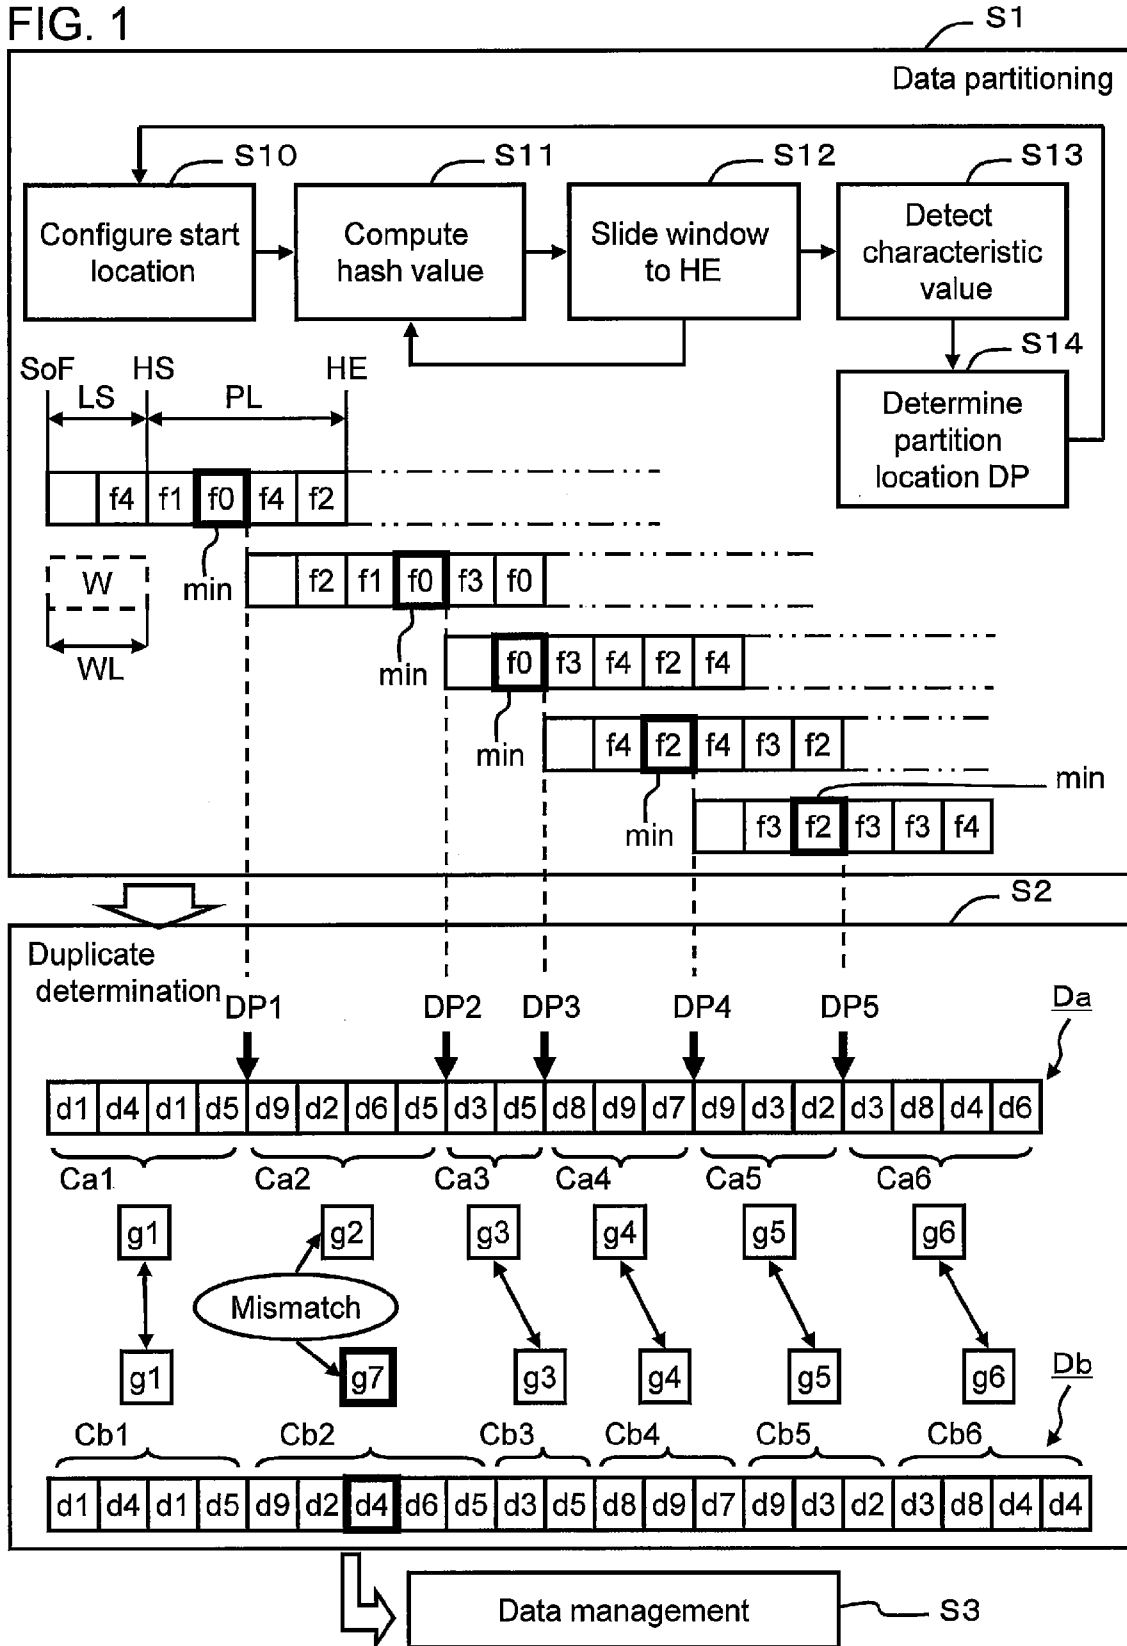 FIG. 1
S1
Data partitioning
S10 S11 S12 S13
Configure start location
Compute hash value
Slide window to HE
Detect characteristic value
S14
Determine partition location DP
SoF HS HE
LS PL
f4 f1 f0 f4 f2
W
min
f2 f1 f0 f3 f0
WL
min
f0 f3 f4 f2 f4
min
f4 f2 f4 f3 f2
min
min
f3 f2 f3 f3 f4
S2
Duplicate
determination
DP1 DP2 DP3 DP4 DP5
Da
d1 d4 d1 d5 d9 d2 d6 d5 d3 d5 d8 d9 d7 d9 d3 d2 d3 d8 d4 d6
Ca1 Ca2 Ca3 Ca4 Ca5 Ca6
g1 g2 g3 g4 g5 g6
Mismatch
g1 g7 g3 g4 g5 g6
Db
Cb1 Cb2 Cb3 Cb4 Cb5 Cb6
d1 d4 d1 d5 d9 d2 d4 d6 d5 d3 d5 d8 d9 d7 d9 d3 d2 d3 d8 d4 d4
Data management
S3